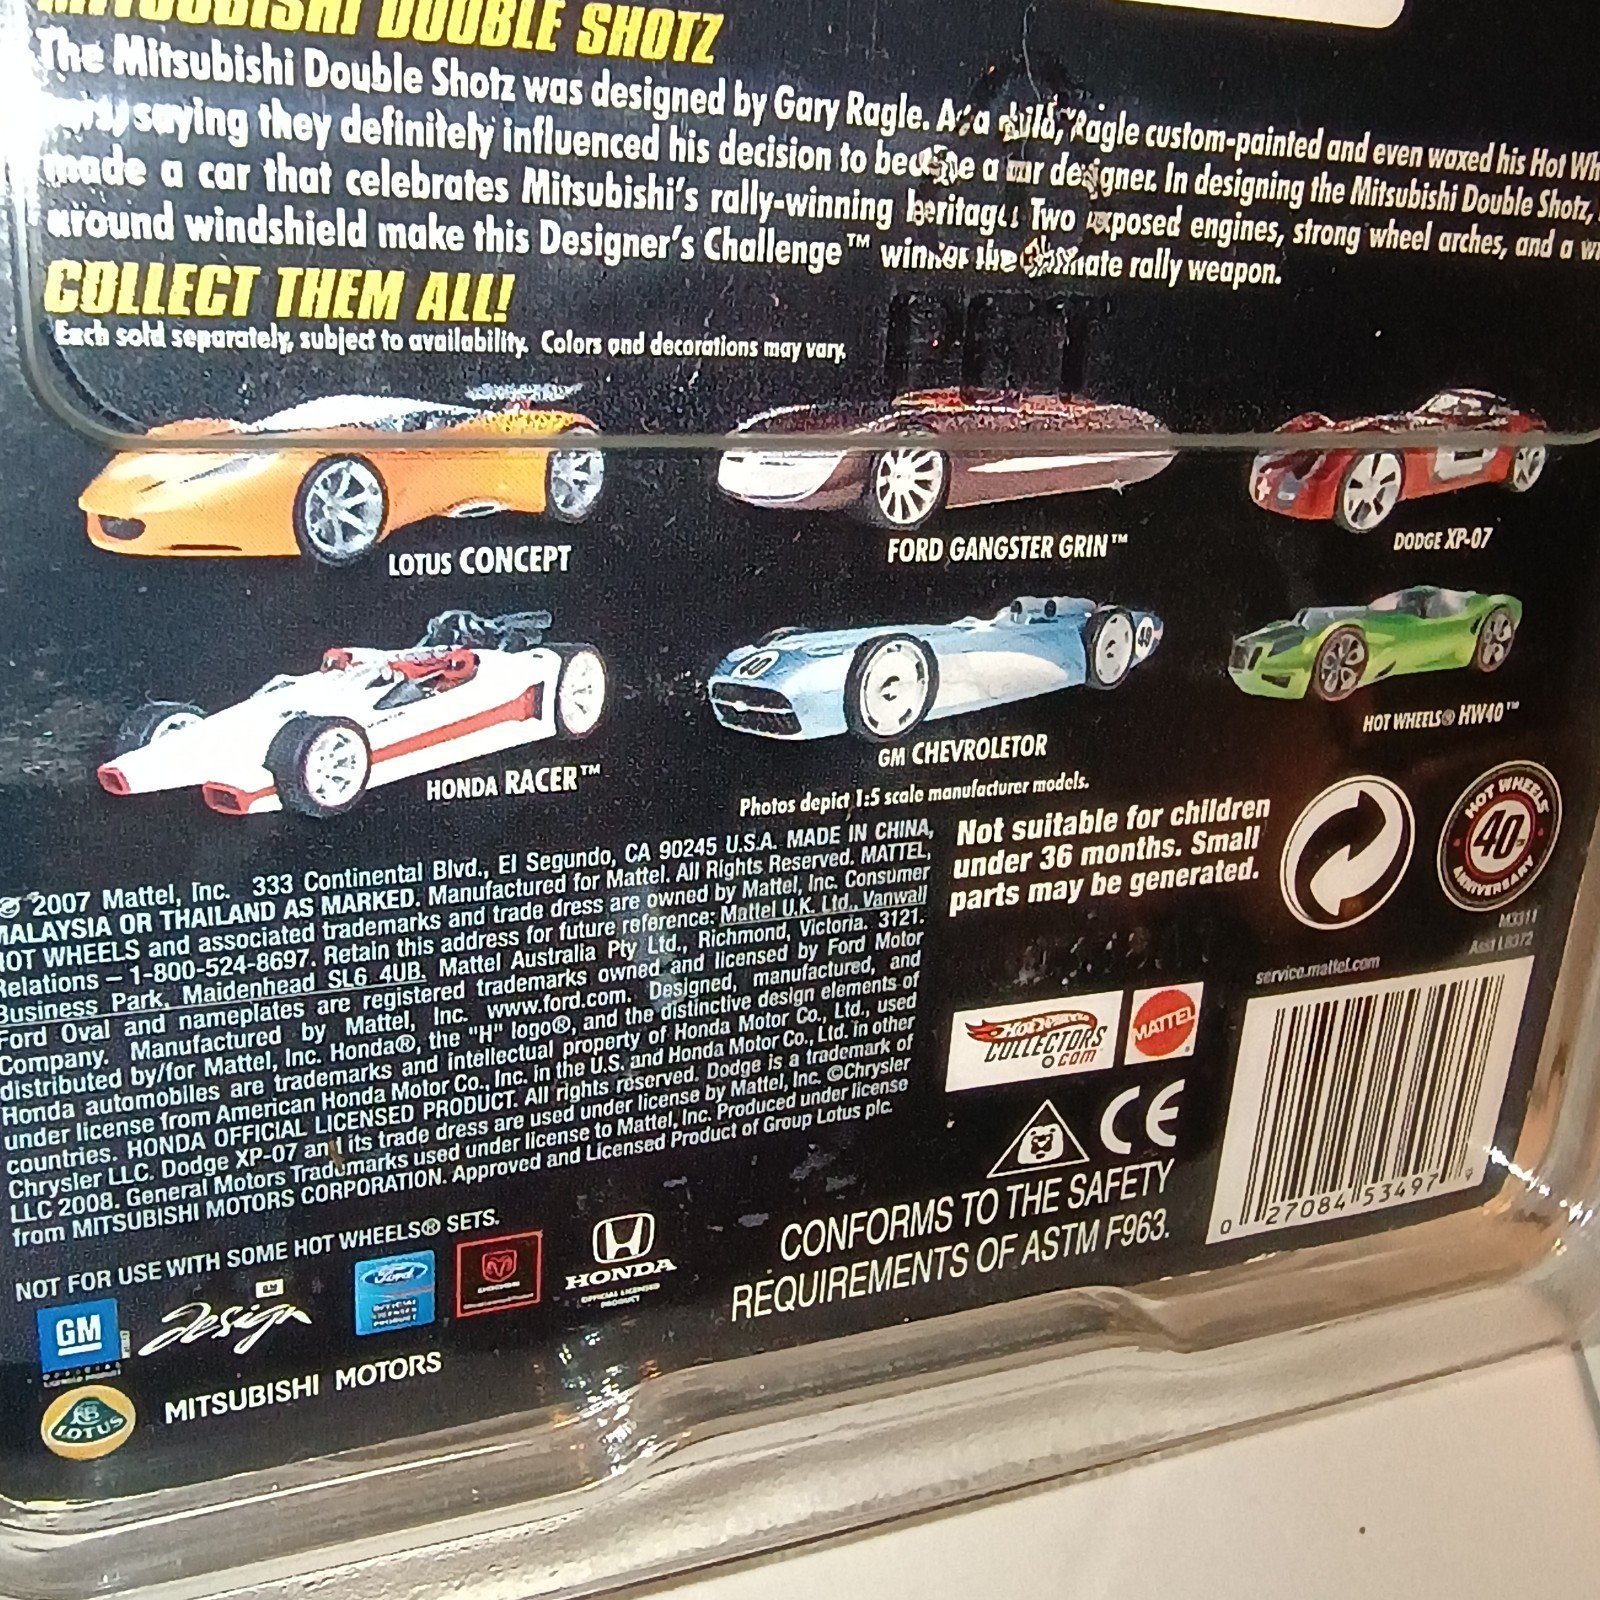 MITSUBISHI DOUBLE SHOTZ
The Mitsubishi Double Shotz was designed by Gary Ragle. As a child, Ragle custom-painted and even waxed his Hot Wh
saying they definitely influenced his decision to become a car designer. In designing the Mitsubishi Double Shotz,
made a car that celebrates Mitsubishi's rally-winning heritage. Two exposed engines, strong wheel arches, and a w
around windshield make this Designer's Challenge™ winner the ultimate rally weapon.
COLLECT THEM ALL!
Each sold separately, subject to availability. Colors and decorations may vary.
LOTUS CONCEPT
FORD GANGSTER GRIN™
DODGE XP-07
HONDA RACER™
GM CHEVROLETOR
HOT WHEELS® HW40™
Photos depict 1:5 scale manufacturer models.
©2007 Mattel, Inc. 333 Continental Blvd., El Segundo, CA 90245 U.S.A. MADE IN CHINA,
MALAYSIA OR THAILAND AS MARKED. Manufactured for Mattel. All Rights Reserved. MATTEL,
HOT WHEELS and associated trademarks and trade dress are owned by Mattel, Inc. Consumer
Relations – 1-800-524-8697. Retain this address for future reference: Mattel U.K. Ltd., Vanwall
Business Park, Maidenhead SL6 4UB. Mattel Australia Pty Ltd., Richmond, Victoria. 3121.
Ford Oval and nameplates are registered trademarks owned and licensed by Ford Motor
Company. Manufactured by Mattel, Inc. www.ford.com. Designed, manufactured, and
distributed by/for Mattel, Inc. Honda®, the "H" logo®, and the distinctive design elements of
Honda automobiles are trademarks and intellectual property of Honda Motor Co., Ltd., used
under license from American Honda Motor Co., Inc. in the U.S. and Honda Motor Co., Ltd. in other
countries. HONDA OFFICIAL LICENSED PRODUCT. All rights reserved. Dodge is a trademark of
Chrysler LLC. Dodge XP-07 and its trade dress are used under license by Mattel, Inc. ©Chrysler
LLC 2008. General Motors Trademarks used under license to Mattel, Inc. Produced under license
from MITSUBISHI MOTORS CORPORATION. Approved and Licensed Product of Group Lotus plc.
Not suitable for children
under 36 months. Small
parts may be generated.
HOT WHEELS
40TH
ANNIVERSARY
M3311
Asst L8372
service.mattel.com
HOT WHEELS
COLLECTORS
.COM
MATTEL
CE
0 27084 53497
CONFORMS TO THE SAFETY
REQUIREMENTS OF ASTM F963.
NOT FOR USE WITH SOME HOT WHEELS® SETS.
GM
Design
Ford
OFFICIAL
LICENSED
PRODUCT
HONDA
OFFICIAL LICENSED
PRODUCT
LOTUS
MITSUBISHI MOTORS